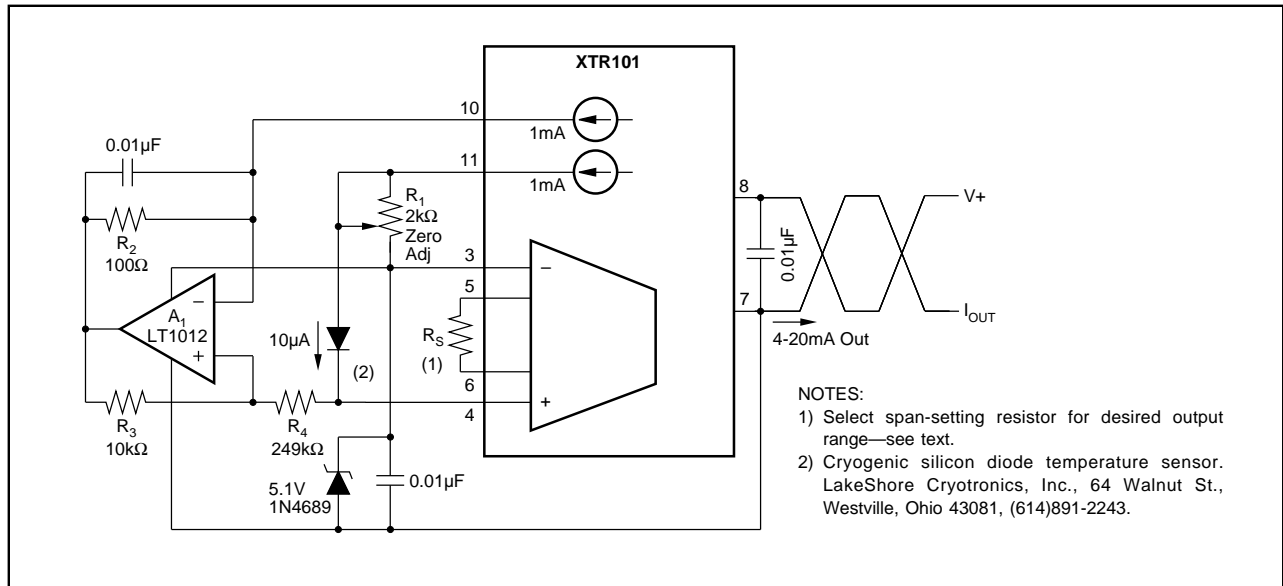 XTR101
10
1mA
0.01µF
11
1mA
R1
2kΩ
Zero
Adj
8
V+
R2
100Ω
0.01µF
3
–
5
A1
LT1012
–
+
10µA
(2)
RS
(1)
7
IOUT
4-20mA Out
6
+
4
R3
10kΩ
R4
249kΩ
5.1V
1N4689
0.01µF
NOTES:
1) Select span-setting resistor for desired output
range—see text.
2) Cryogenic silicon diode temperature sensor.
LakeShore Cryotronics, Inc., 64 Walnut St.,
Westville, Ohio 43081, (614)891-2243.